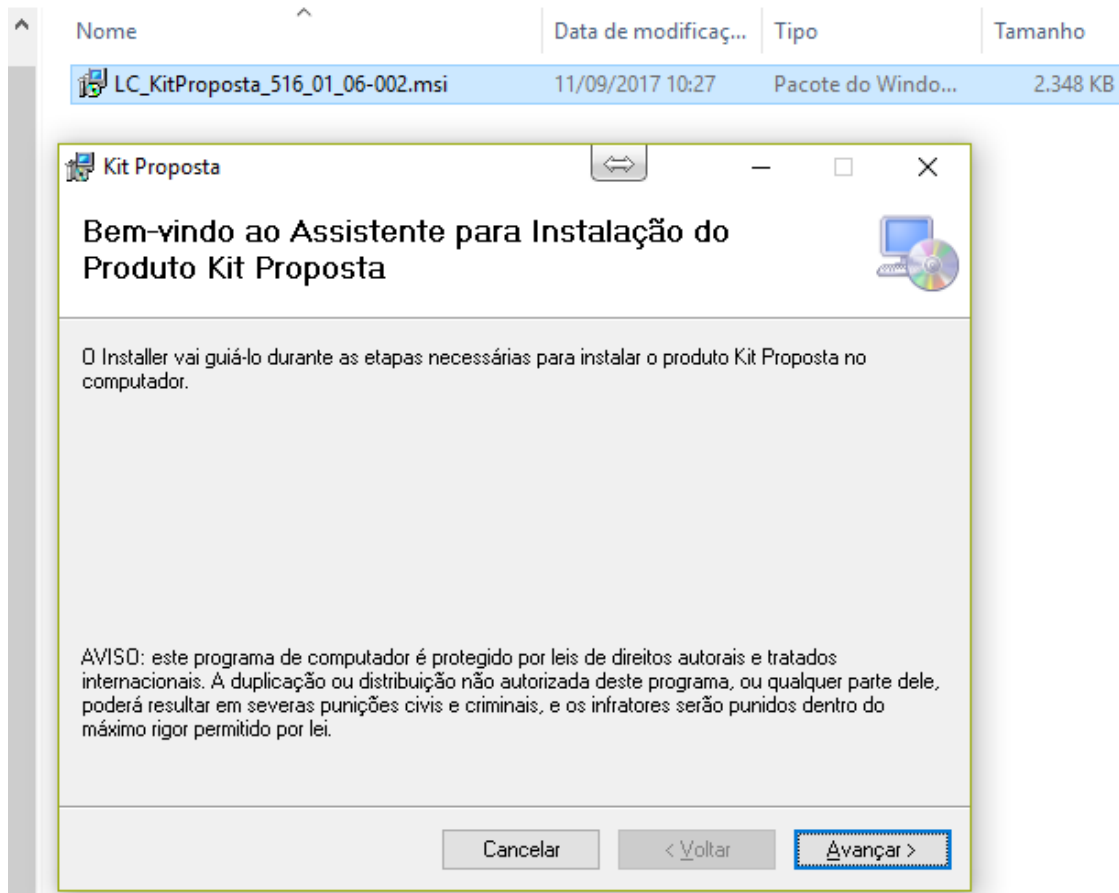 Nome Data de modificaç... Tipo Tamanho
LC_KitProposta_516_01_06-002.msi 11/09/2017 10:27 Pacote do Windo... 2.348 KB
Kit Proposta
Bem-vindo ao Assistente para Instalação do
Produto Kit Proposta
O Installer vai guiá-lo durante as etapas necessárias para instalar o produto Kit Proposta no
computador.
AVISO: este programa de computador é protegido por leis de direitos autorais e tratados
internacionais. A duplicação ou distribuição não autorizada deste programa, ou qualquer parte dele,
poderá resultar em severas punições civis e criminais, e os infratores serão punidos dentro do
máximo rigor permitido por lei.
Cancelar < Voltar Avançar >